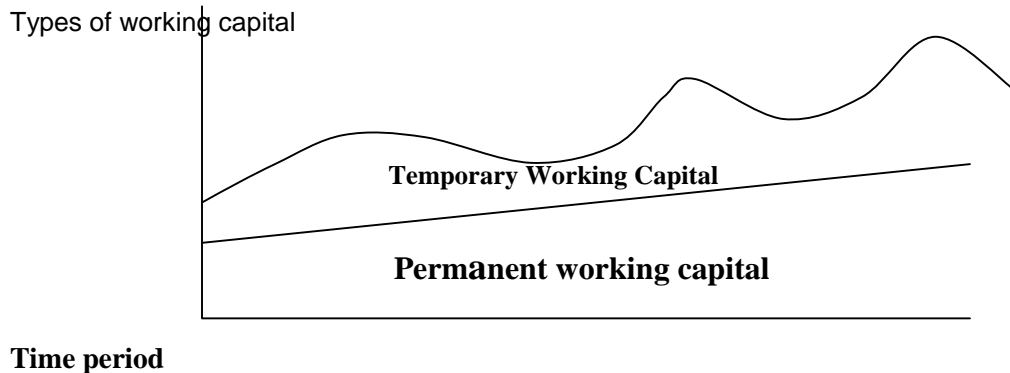 Types of working capital
Temporary Working Capital
Permanent working capital
Time period